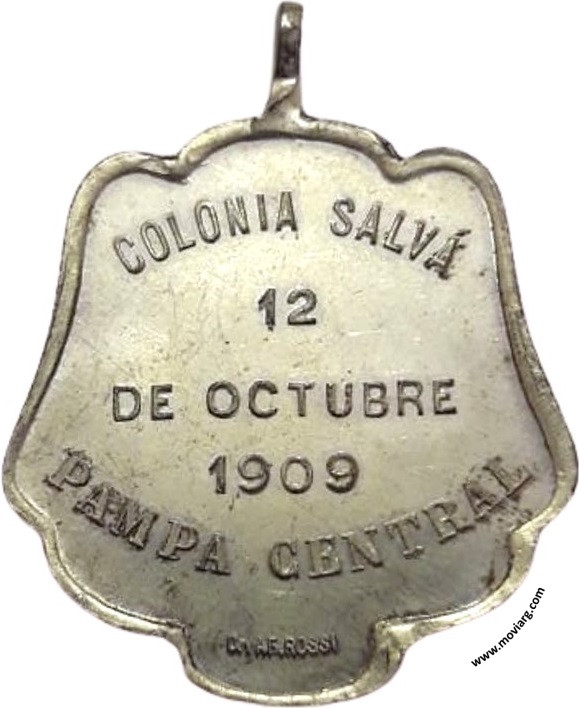 COLONIA SALVÁ
12
DE OCTUBRE
1909
PAMPA CENTRAL
A.F. ROSSI
www.moviarg.com